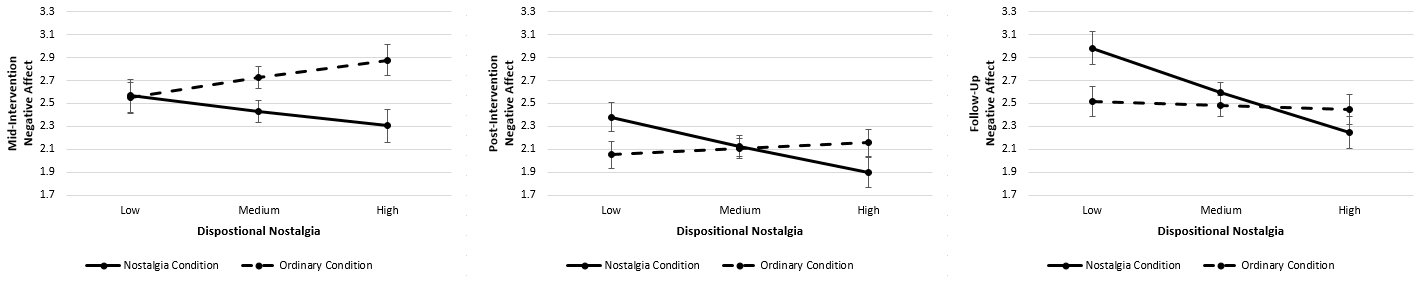 3.3
3.1
2.9
2.7
2.5
2.3
2.1
1.9
1.7
Mid-Intervention
Negative Affect
Low Medium High
Dispostional Nostalgia
Nostalgia Condition Ordinary Condition
3.3
3.1
2.9
2.7
2.5
2.3
2.1
1.9
1.7
Post-Intervention
Negative Affect
Low Medium High
Dispositional Nostalgia
Nostalgia Condition Ordinary Condition
3.3
3.1
2.9
2.7
2.5
2.3
2.1
1.9
1.7
Follow-Up
Negative Affect
Low Medium High
Dispositional Nostalgia
Nostalgia Condition Ordinary Condition